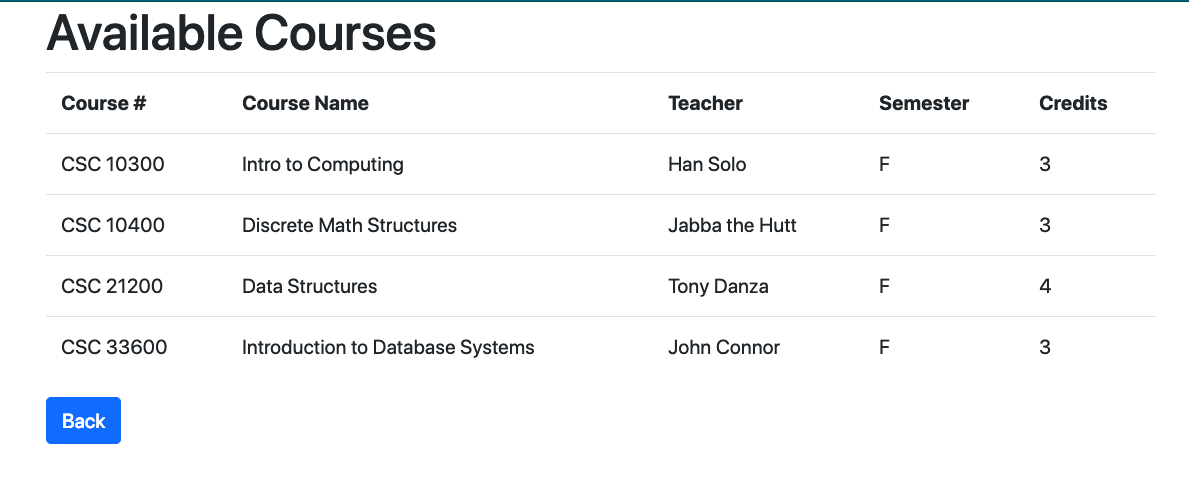 Available Courses
Course # Course Name Teacher Semester Credits
CSC 10300 Intro to Computing Han Solo F 3
CSC 10400 Discrete Math Structures Jabba the Hutt F 3
CSC 21200 Data Structures Tony Danza F 4
CSC 33600 Introduction to Database Systems John Connor F 3
Back